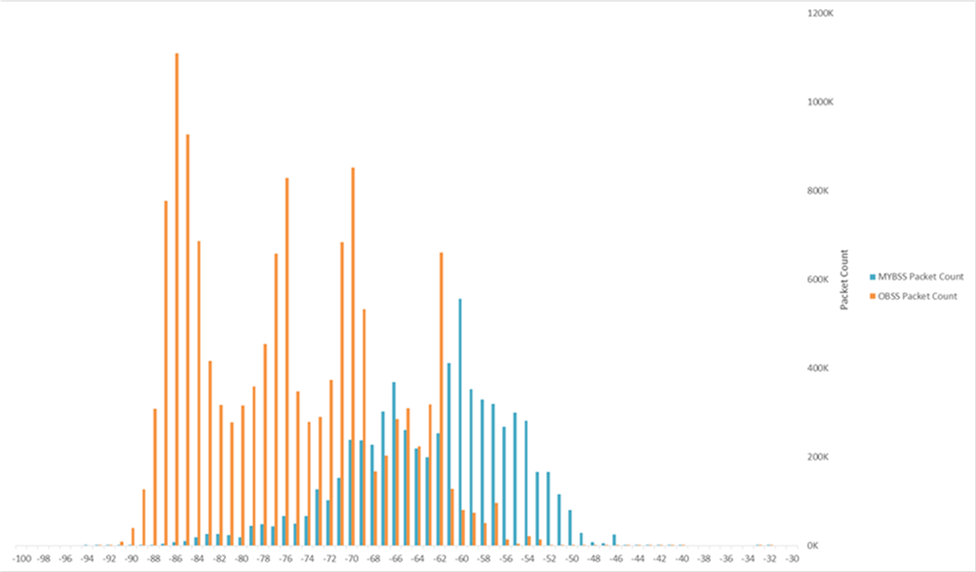 1200K
1000K
800K
600K
400K
200K
0K
Packet Count
MYBSS Packet Count
OBSS Packet Count
-100 -98 -96 -94 -92 -90 -88 -86 -84 -82 -80 -78 -76 -74 -72 -70 -68 -66 -64 -62 -60 -58 -56 -54 -52 -50 -48 -46 -44 -42 -40 -38 -36 -34 -32 -30